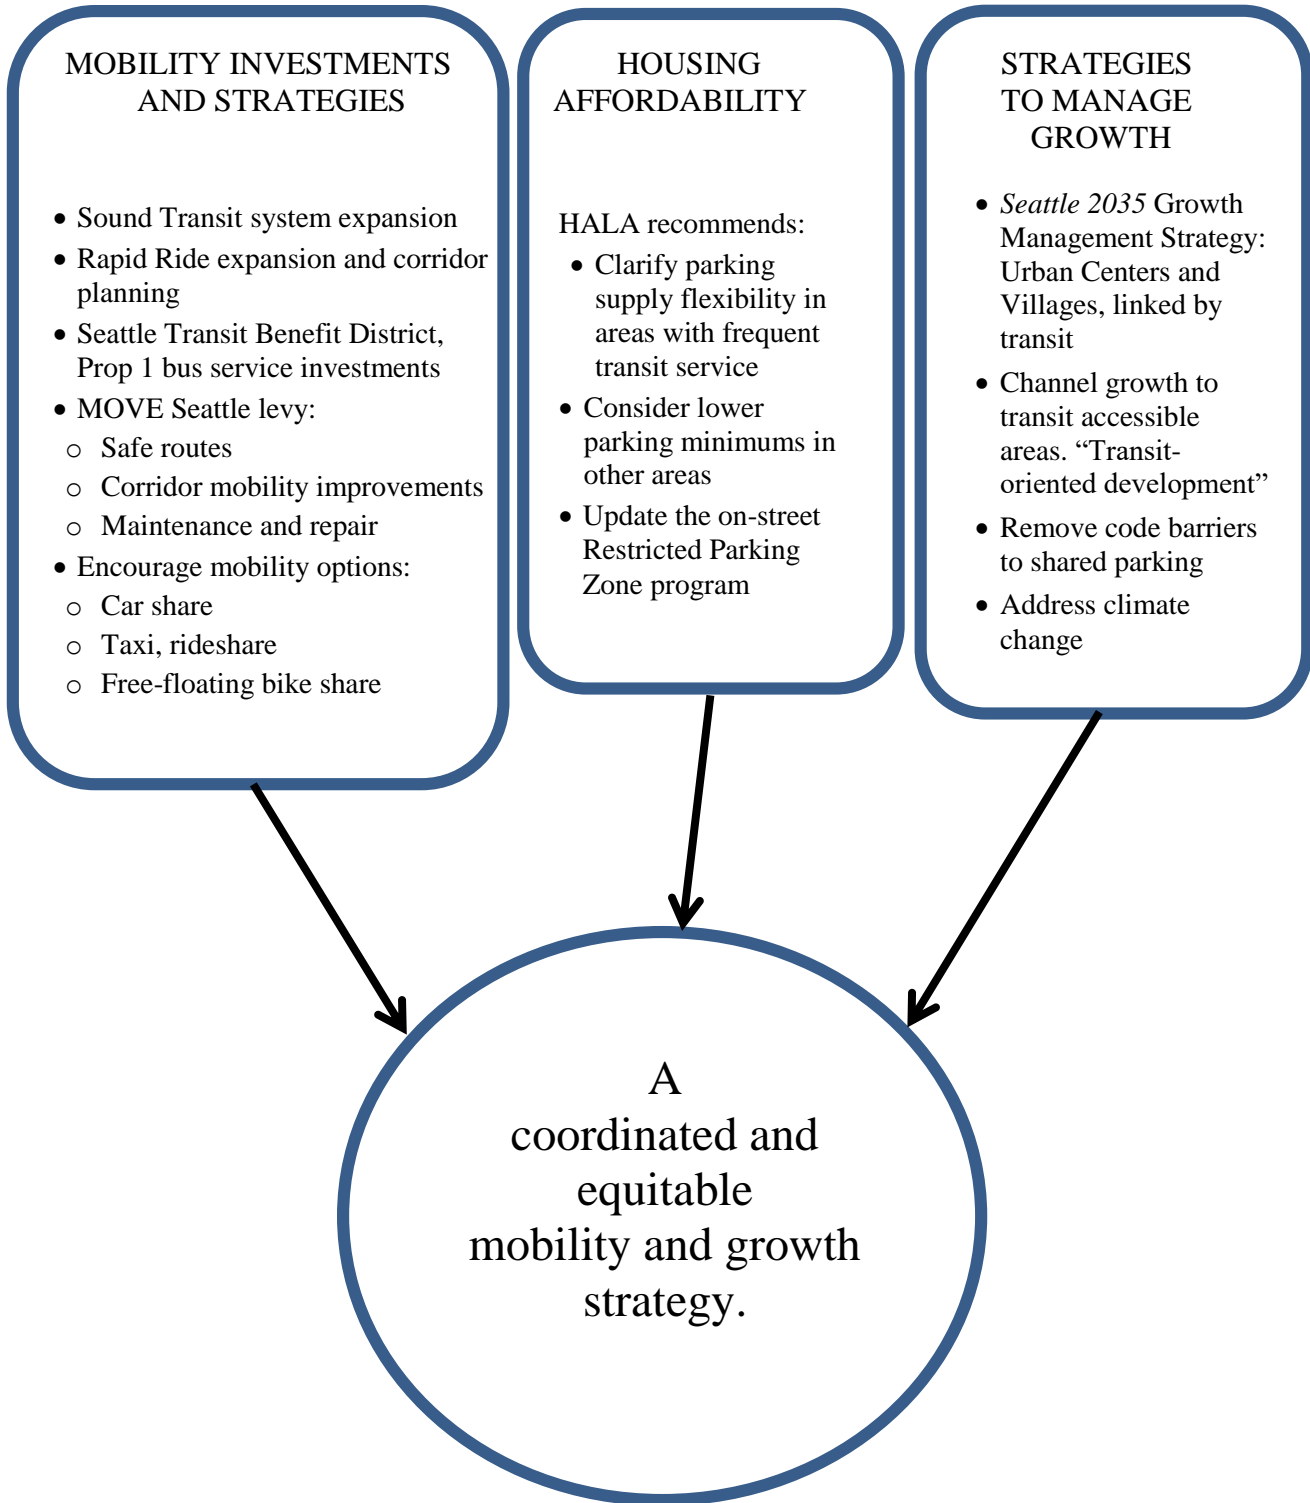 MOBILITY INVESTMENTS
AND STRATEGIES
• Sound Transit system expansion
• Rapid Ride expansion and corridor
planning
• Seattle Transit Benefit District,
Prop 1 bus service investments
• MOVE Seattle levy:
o Safe routes
o Corridor mobility improvements
o Maintenance and repair
• Encourage mobility options:
o Car share
o Taxi, rideshare
o Free-floating bike share
HOUSING
AFFORDABILITY
HALA recommends:
• Clarify parking
supply flexibility in
areas with frequent
transit service
• Consider lower
parking minimums in
other areas
• Update the on-street
Restricted Parking
Zone program
STRATEGIES
TO MANAGE
GROWTH
• Seattle 2035 Growth
Management Strategy:
Urban Centers and
Villages, linked by
transit
• Channel growth to
transit accessible
areas. “Transit-
oriented development”
• Remove code barriers
to shared parking
• Address climate
change
A
coordinated and
equitable
mobility and growth
strategy.